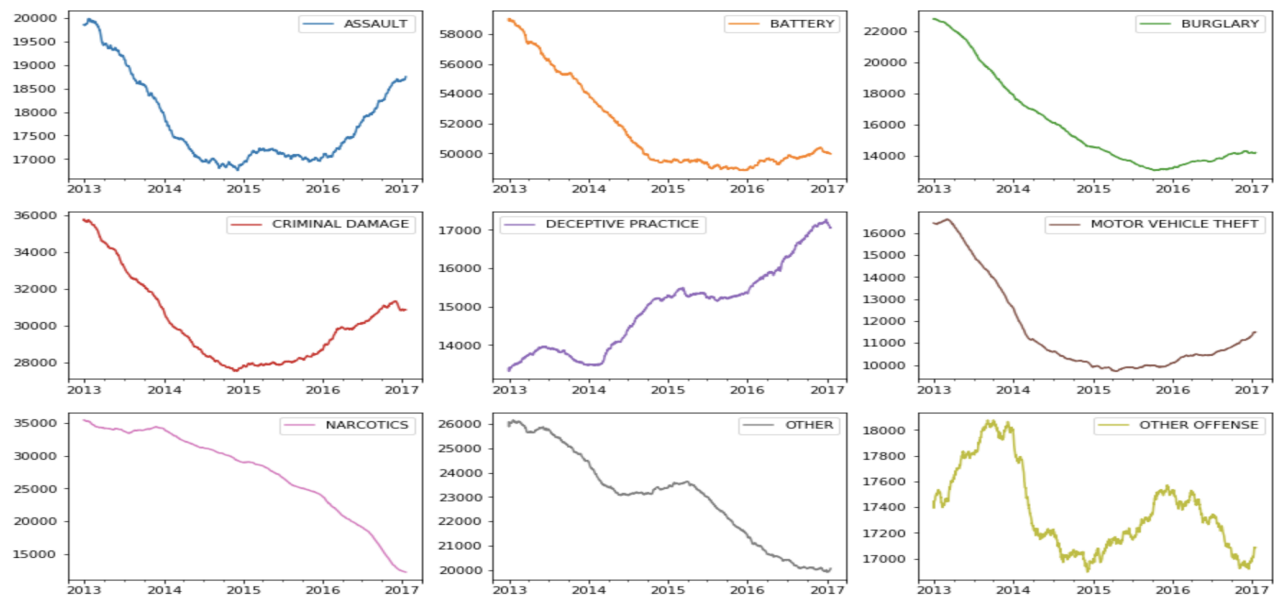 ASSAULT
20000
19500
19000
18500
18000
17500
17000
2013 2014 2015 2016 2017
BATTERY
58000
56000
54000
52000
50000
2013 2014 2015 2016 2017
BURGLARY
22000
20000
18000
16000
14000
2013 2014 2015 2016 2017
CRIMINAL DAMAGE
36000
34000
32000
30000
28000
2013 2014 2015 2016 2017
DECEPTIVE PRACTICE
17000
16000
15000
14000
2013 2014 2015 2016 2017
MOTOR VEHICLE THEFT
16000
15000
14000
13000
12000
11000
10000
2013 2014 2015 2016 2017
NARCOTICS
35000
30000
25000
20000
15000
2013 2014 2015 2016 2017
OTHER
26000
25000
24000
23000
22000
21000
20000
2013 2014 2015 2016 2017
OTHER OFFENSE
18000
17800
17600
17400
17200
17000
2013 2014 2015 2016 2017